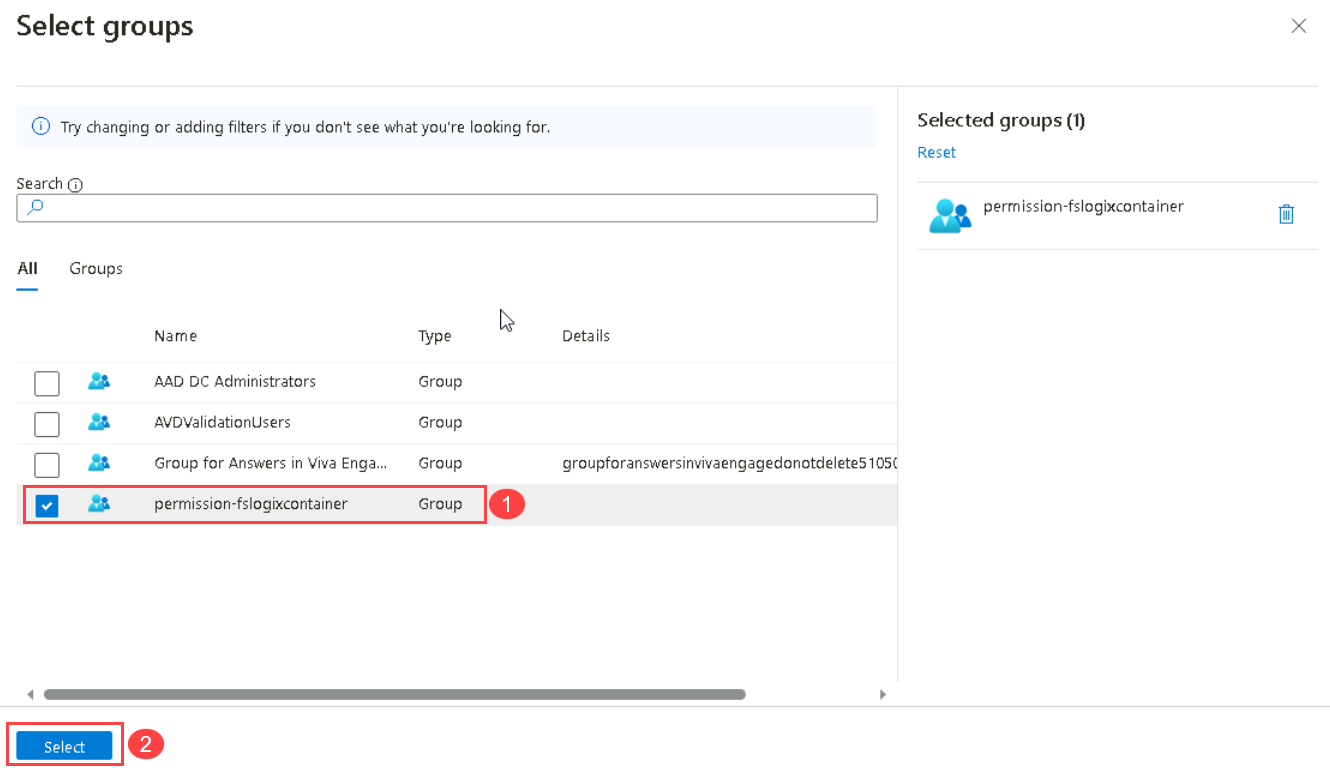 Select groups
Try changing or adding filters if you don't see what you're looking for.
Search
All Groups
Name Type Details
AAD DC Administrators Group
AVDValidationUsers Group
Group for Answers in Viva Enga... Group groupforanswersinvivaengagedonotdelete51050
permission-fslogixcontainer Group 1
Select 2
Selected groups (1)
Reset
permission-fslogixcontainer